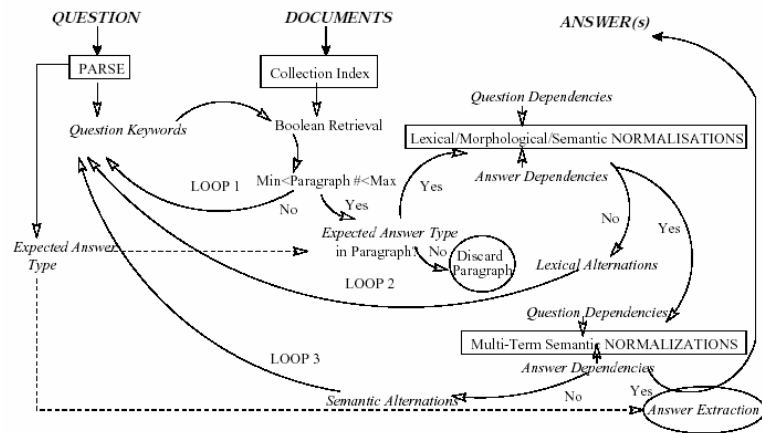 QUESTION
DOCUMENTS
ANSWER(s)
PARSE
Collection Index
Question Dependencies
Question Keywords
Boolean Retrieval
Lexical/Morphological/Semantic NORMALISATIONS
LOOP 1
Min<Paragraph #<Max
Yes
Answer Dependencies
No
Yes
No
Yes
Expected Answer
Type
Expected Answer Type
in Paragraph?
No
Discard
Paragraph
Lexical Alternations
LOOP 2
Question Dependencies
Multi-Term Semantic NORMALIZATIONS
LOOP 3
Answer Dependencies
Semantic Alternations
No
Yes
Answer Extraction